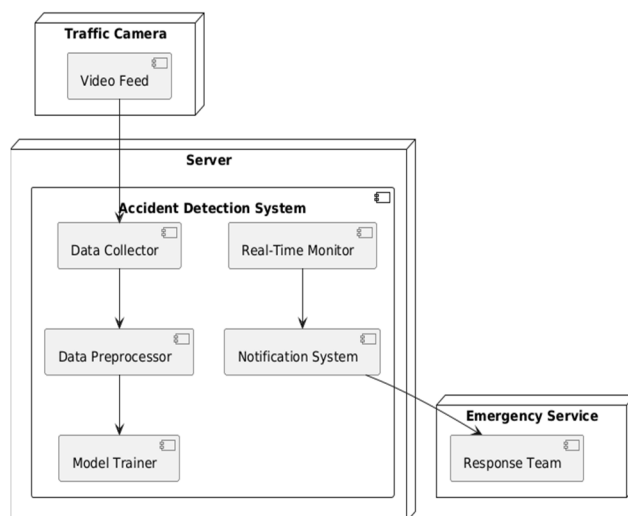 Traffic Camera
Video Feed
Server
Accident Detection System
Data Collector
Real-Time Monitor
Data Preprocessor
Notification System
Emergency Service
Model Trainer
Response Team